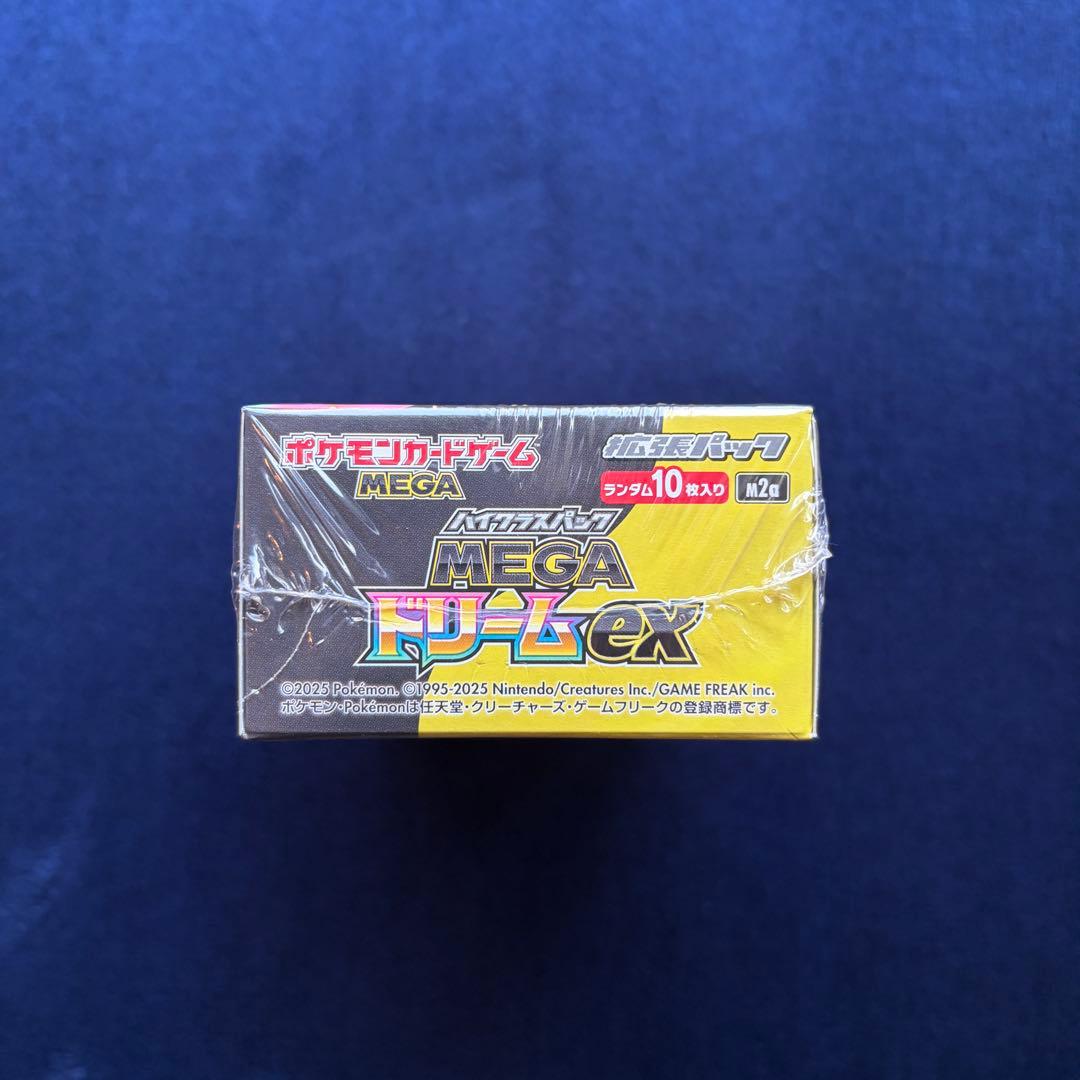 ポケモンカードゲーム
MEGA
拡張パック
ランダム10枚入り M2a
ハイクラスパック
MEGA
ドリームex
©2025 Pokémon. ©1995-2025 Nintendo/Creatures Inc./GAME FREAK inc.
ポケモン・Pokémonは任天堂・クリーチャーズ・ゲームフリークの登録商標です。